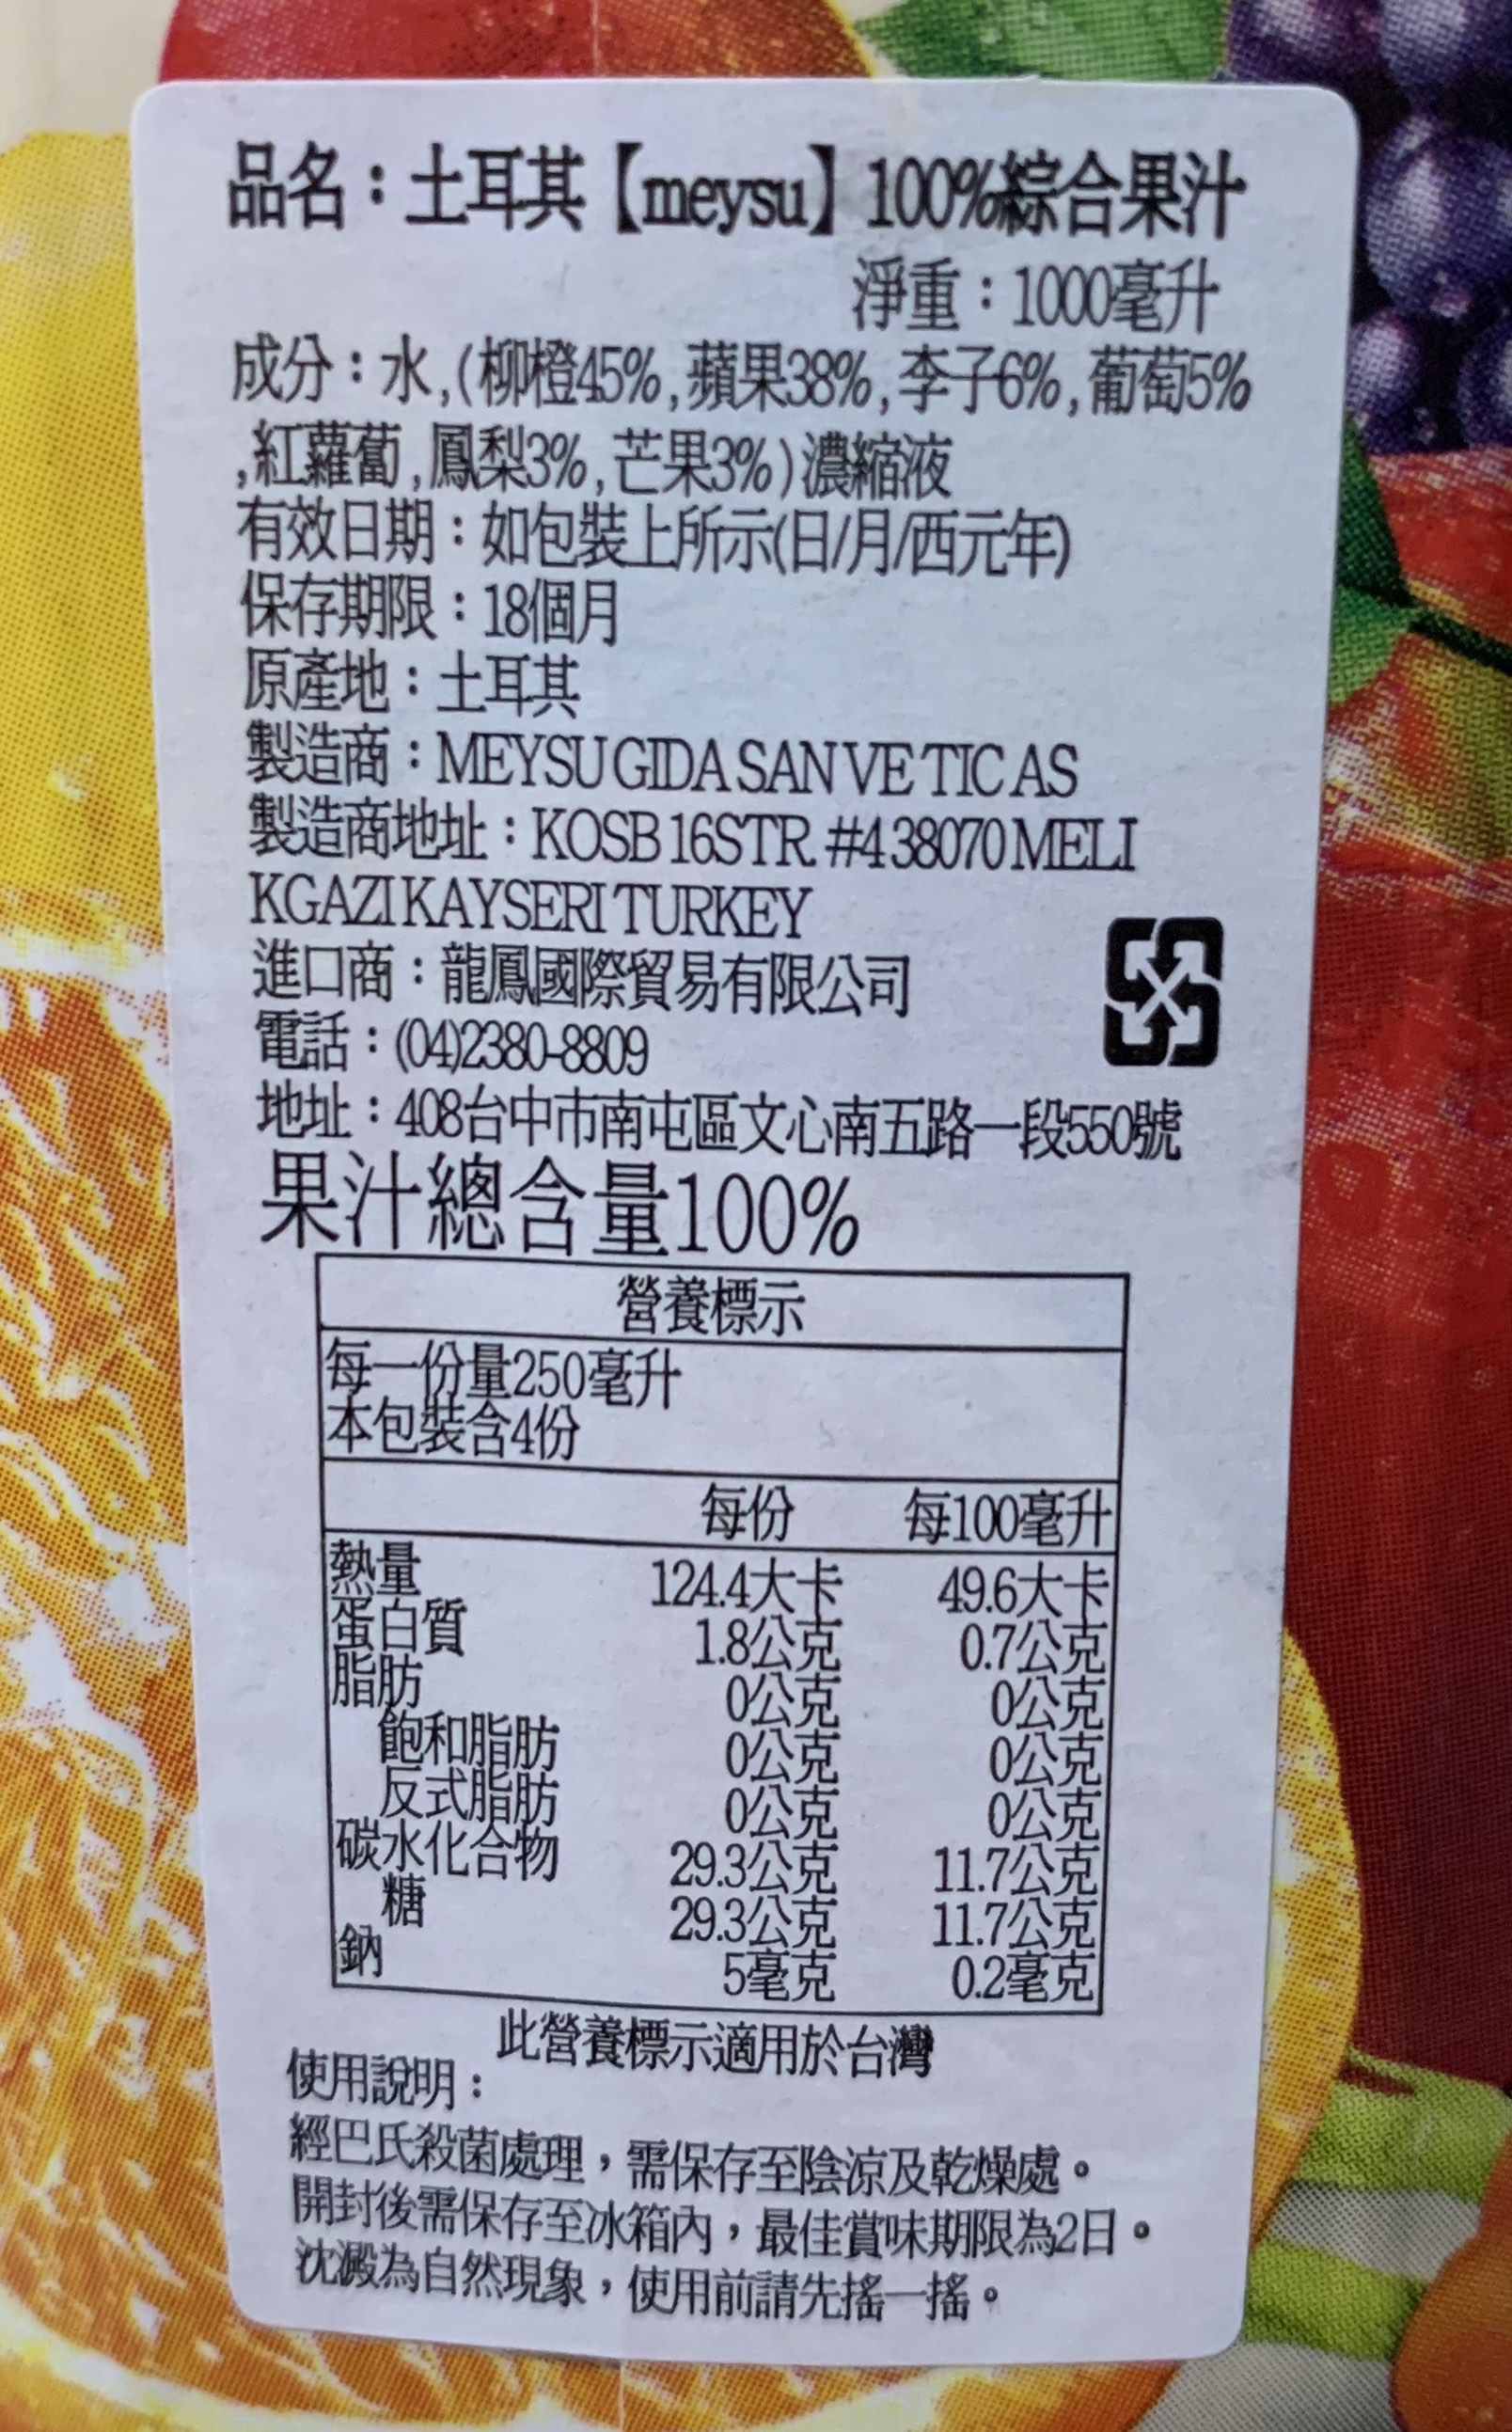 品名：土耳其【meysu】100%綜合果汁
淨重：1000毫升
成分：水,(柳橙45%,蘋果38%,李子6%,葡萄5%
,紅蘿蔔,鳳梨3%,芒果3%)濃縮液
有效日期：如包裝上所示(日/月/西元年)
保存期限：18個月
原產地：土耳其
製造商：MEYSU GIDA SAN VE TIC AS
製造商地址：KOSB 16STR. #4 38070 MELI
KGAZI KAYSERI TURKEY
進口商：龍鳳國際貿易有限公司
電話：(04)2380-8809
地址：408台中市南屯區文心南五路一段550號
果汁總含量100%
營養標示
每一份量250毫升
本包裝含4份
每份 每100毫升
熱量 124.4大卡 49.6大卡
蛋白質 1.8公克 0.7公克
脂肪 0公克 0公克
飽和脂肪 0公克 0公克
反式脂肪 0公克 0公克
碳水化合物 29.3公克 11.7公克
糖 29.3公克 11.7公克
鈉 5毫克 0.2毫克
此營養標示適用於台灣
使用說明：
經巴氏殺菌處理，需保存至陰涼及乾燥處。
開封後需保存至冰箱內，最佳賞味期限為2日。
沈澱為自然現象，使用前請先搖一搖。